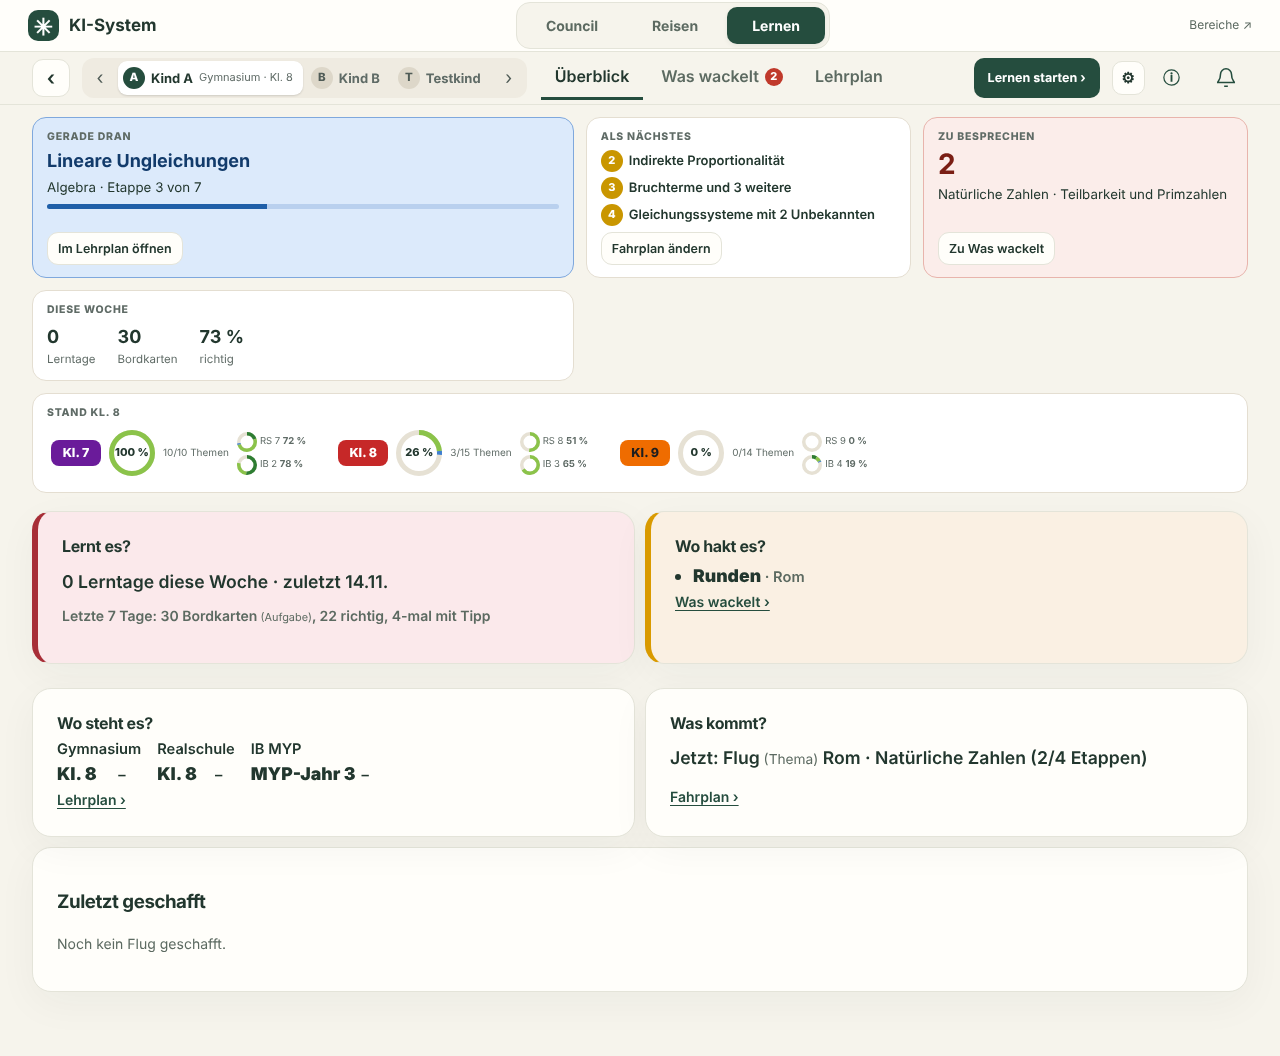 KI-System
Council
Reisen
Lernen
Bereiche ↗
‹
‹
A Kind A Gymnasium · Kl. 8
B Kind B
T Testkind
›
Überblick
Was wackelt 2
Lehrplan
Lernen starten ›
GERADE DRAN
Lineare Ungleichungen
Algebra · Etappe 3 von 7
Im Lehrplan öffnen
ALS NÄCHSTES
2 Indirekte Proportionalität
3 Bruchterme und 3 weitere
4 Gleichungssysteme mit 2 Unbekannten
Fahrplan ändern
ZU BESPRECHEN
2
Natürliche Zahlen · Teilbarkeit und Primzahlen
Zu Was wackelt
DIESE WOCHE
0 30 73 %
Lerntage Bordkarten richtig
STAND KL. 8
Kl. 7 100 % 10/10 Themen RS 7 72 % IB 2 78 %
Kl. 8 26 % 3/15 Themen RS 8 51 % IB 3 65 %
Kl. 9 0 % 0/14 Themen RS 9 0 % IB 4 19 %
Lernt es?
0 Lerntage diese Woche · zuletzt 14.11.
Letzte 7 Tage: 30 Bordkarten (Aufgabe), 22 richtig, 4-mal mit Tipp
Wo hakt es?
• Runden · Rom
Was wackelt ›
Wo steht es?
Gymnasium Realschule IB MYP
Kl. 8 – Kl. 8 – MYP-Jahr 3 –
Lehrplan ›
Was kommt?
Jetzt: Flug (Thema) Rom · Natürliche Zahlen (2/4 Etappen)
Fahrplan ›
Zuletzt geschafft
Noch kein Flug geschafft.